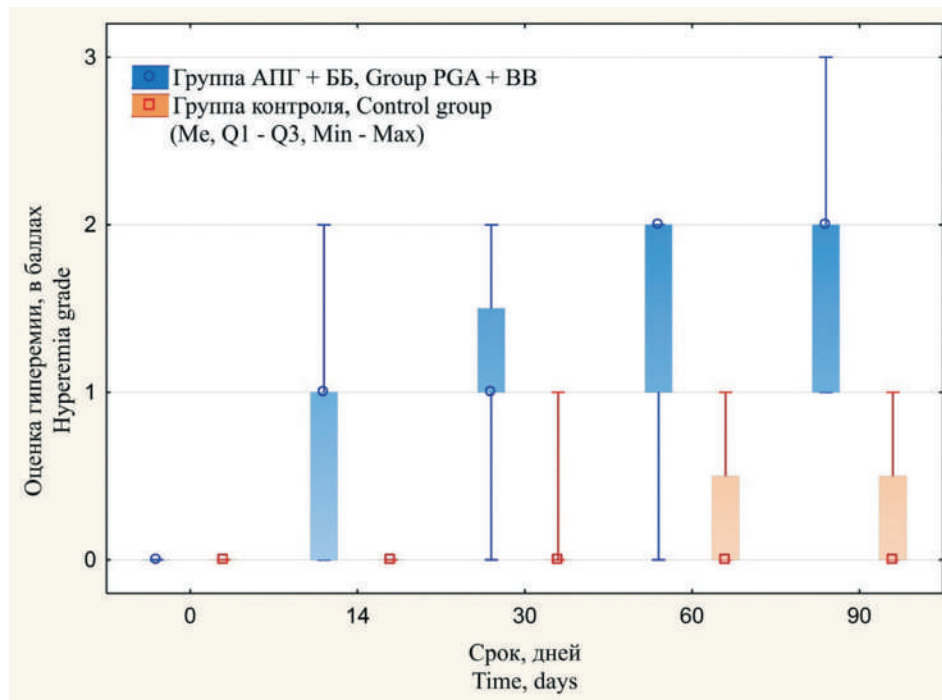 3
Группа АПГ + ББ, Group PGA + BB
Группа контроля, Control group
(Me, Q1 - Q3, Min - Max)
2
Оценка гиперемии, в баллах
Hyperemia grade
1
0
0 14 30 60 90
Срок, дней
Time, days